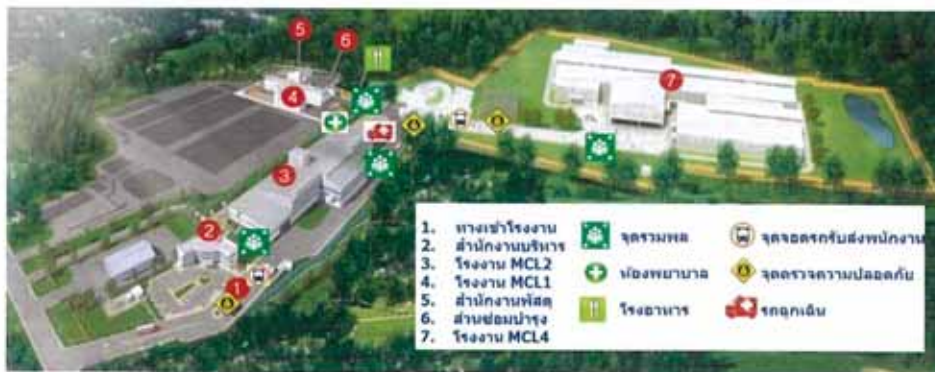 5
6
4
7
3
2
1
1. ทางเข้าโรงงาน
2. สำนักงานบริหาร
3. โรงงาน MCL2
4. โรงงาน MCL1
5. สำนักงานพัสดุ
6. ส่วนซ่อมบำรุง
7. โรงงาน MCL4
จุดรวมพล
ห้องพยาบาล
โรงอาหาร
จุดจอดรถรับส่งพนักงาน
จุดตรวจความปลอดภัย
รถฉุกเฉิน